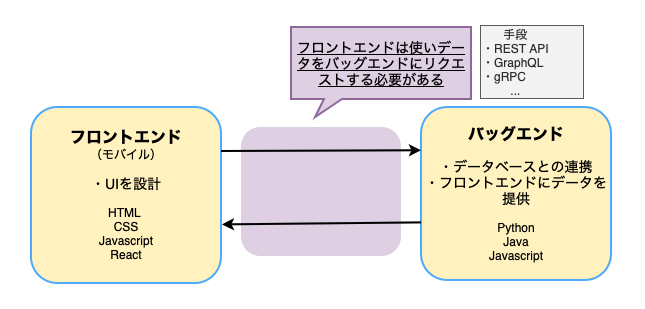 フロントエンドは使いデー
タをバッグエンドにリクエ
ストする必要がある
手段
・REST API
・GraphQL
・gRPC
...
フロントエンド
（モバイル）
・UIを設計
HTML
CSS
Javascript
React
バッグエンド
・データベースとの連携
・フロントエンドにデータを
提供
Python
Java
Javascript